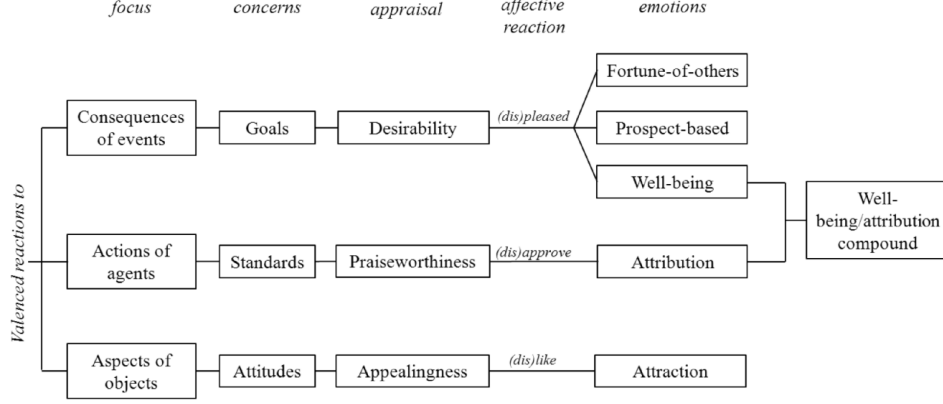 focus
concerns
appraisal
affective
reaction
emotions
Valenced reactions to
Consequences
of events
Goals
Desirability
(dis)pleased
Fortune-of-others
Prospect-based
Well-being
Well-
being/attribution
compound
Actions of
agents
Standards
Praiseworthiness
(dis)approve
Attribution
Aspects of
objects
Attitudes
Appealingness
(dis)like
Attraction